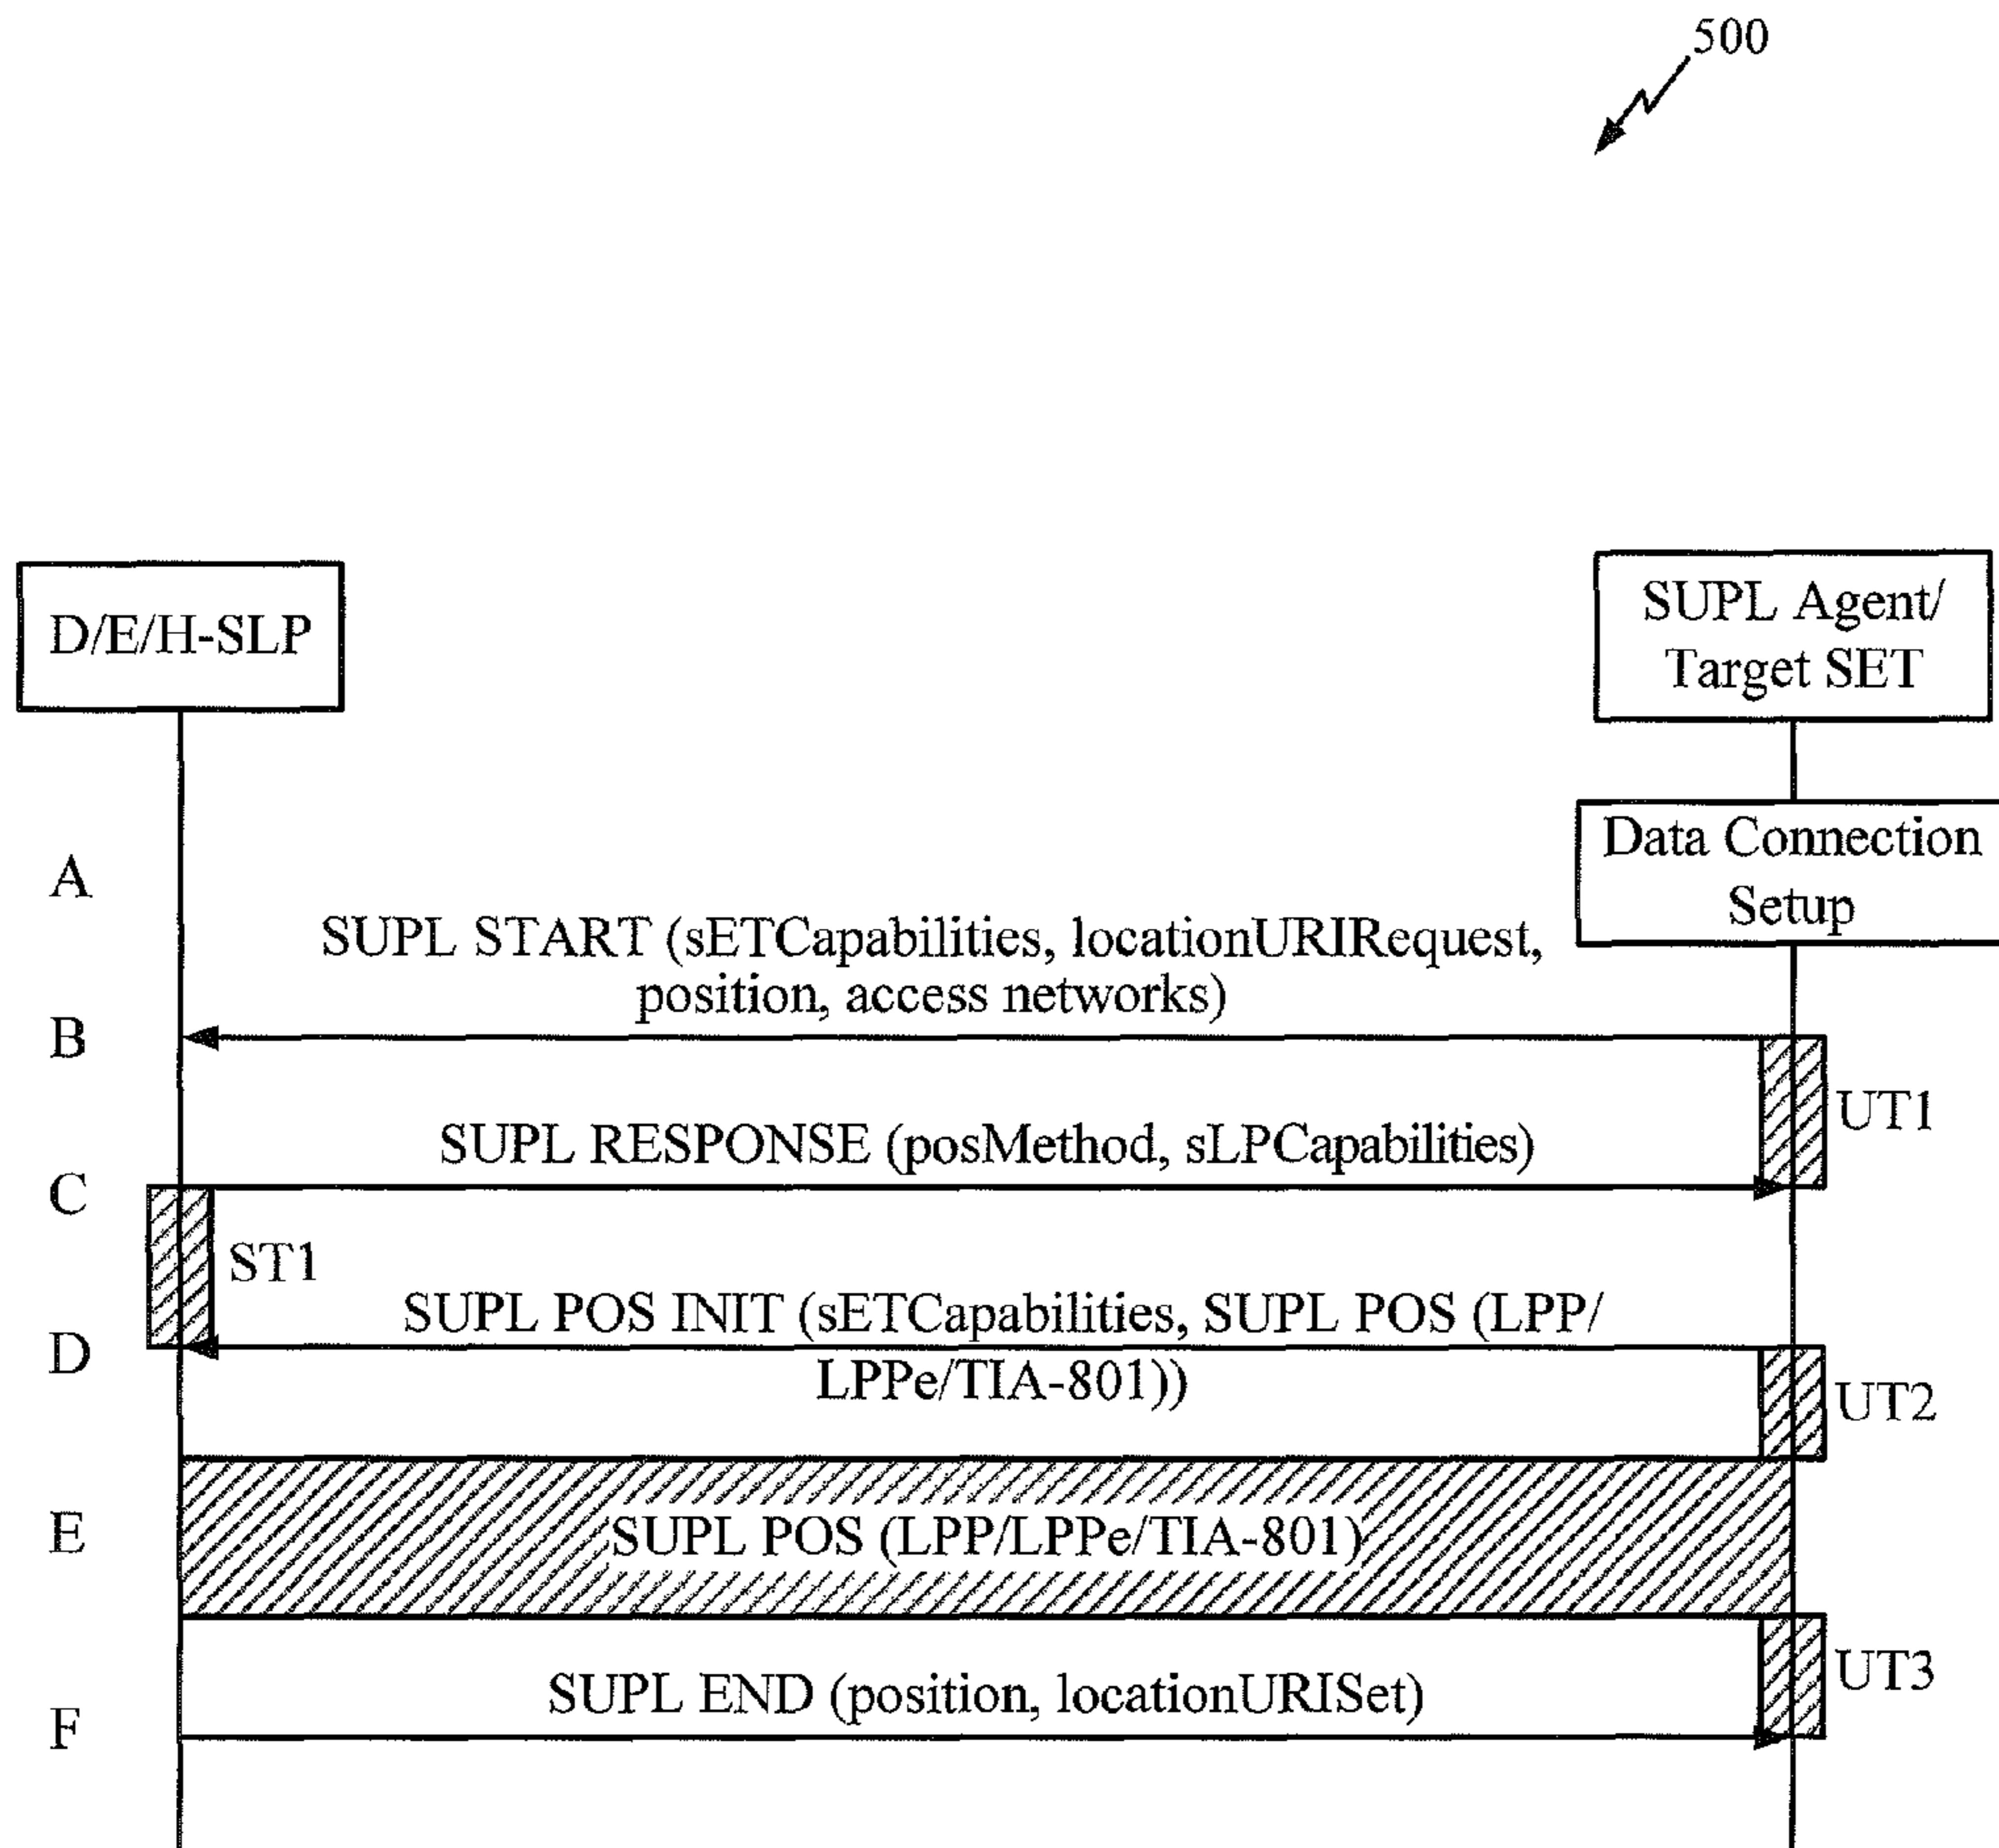 500
D/E/H-SLP
SUPL Agent/
Target SET
Data Connection
Setup
A
SUPL START (sETCapabilities, locationURIRequest,
position, access networks)
B
UT1
SUPL RESPONSE (posMethod, sLPCapabilities)
C
ST1
SUPL POS INIT (sETCapabilities, SUPL POS (LPP/
D
LPPe/TIA-801))
UT2
E
SUPL POS (LPP/LPPe/TIA-801)
UT3
SUPL END (position, locationURISet)
F